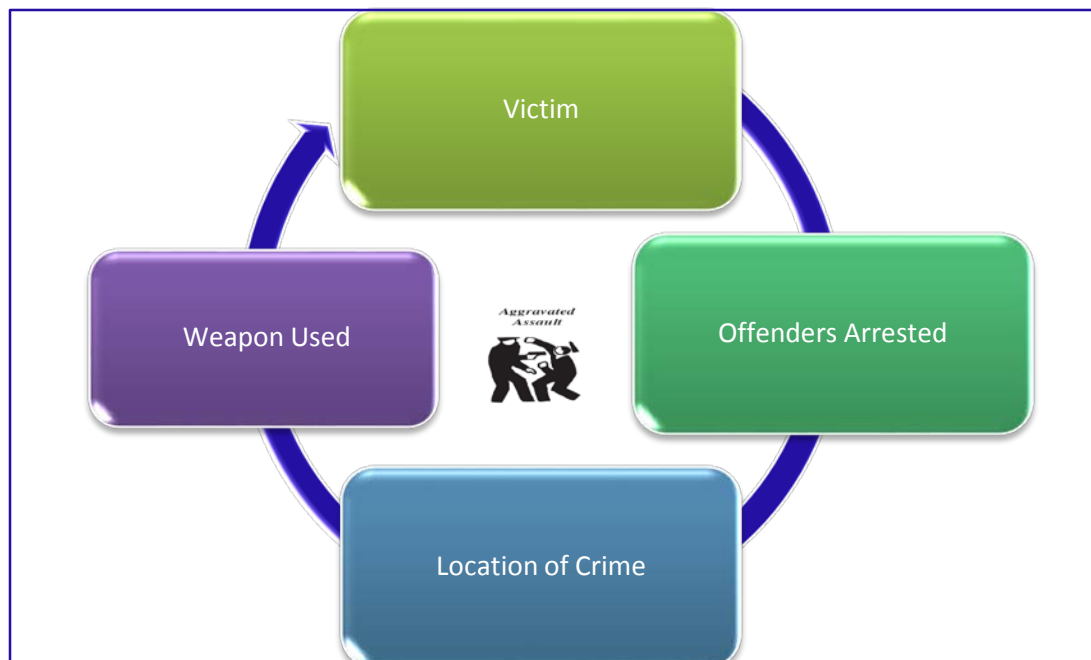 Victim
Offenders Arrested
Weapon Used
Aggravated
Assault
Location of Crime